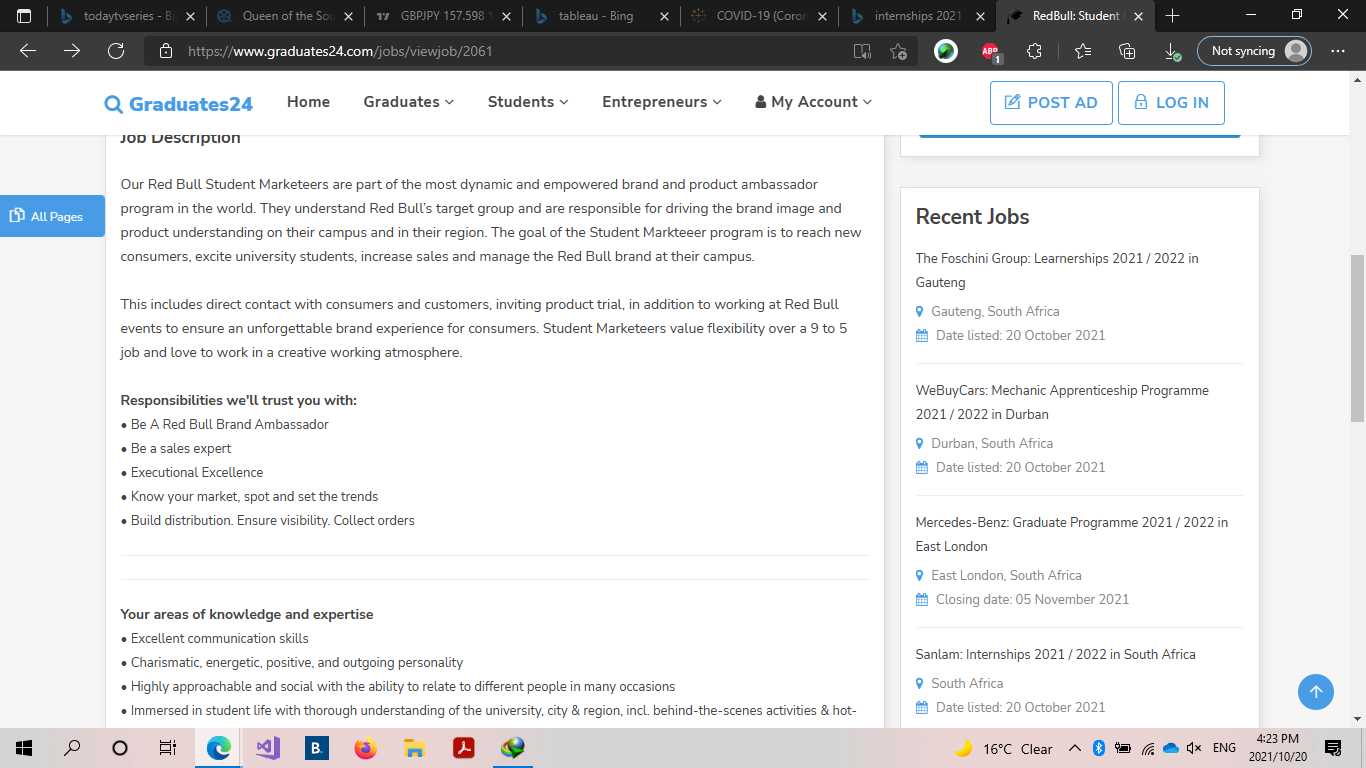 todaytvseries - Bi
Queen of the Sou
GBPJPY 157.598
tableau - Bing
COVID-19 (Coron
internships 2021
RedBull: Student
https://www.graduates24.com/jobs/viewjob/2061
ABP
1
Not syncing
Graduates24
Home
Graduates
Students
Entrepreneurs
My Account
POST AD
LOG IN
All Pages
Job Description
Our Red Bull Student Marketeers are part of the most dynamic and empowered brand and product ambassador
program in the world. They understand Red Bull’s target group and are responsible for driving the brand image and
product understanding on their campus and in their region. The goal of the Student Markteeer program is to reach new
consumers, excite university students, increase sales and manage the Red Bull brand at their campus.
This includes direct contact with consumers and customers, inviting product trial, in addition to working at Red Bull
events to ensure an unforgettable brand experience for consumers. Student Marketeers value flexibility over a 9 to 5
job and love to work in a creative working atmosphere.
Responsibilities we'll trust you with:
• Be A Red Bull Brand Ambassador
• Be a sales expert
• Executional Excellence
• Know your market, spot and set the trends
• Build distribution. Ensure visibility. Collect orders
Your areas of knowledge and expertise
• Excellent communication skills
• Charismatic, energetic, positive, and outgoing personality
• Highly approachable and social with the ability to relate to different people in many occasions
• Immersed in student life with thorough understanding of the university, city & region, incl. behind-the-scenes activities & hot-
Recent Jobs
The Foschini Group: Learnerships 2021 / 2022 in
Gauteng
Gauteng, South Africa
Date listed: 20 October 2021
WeBuyCars: Mechanic Apprenticeship Programme
2021 / 2022 in Durban
Durban, South Africa
Date listed: 20 October 2021
Mercedes-Benz: Graduate Programme 2021 / 2022 in
East London
East London, South Africa
Closing date: 05 November 2021
Sanlam: Internships 2021 / 2022 in South Africa
South Africa
Date listed: 20 October 2021
B.
16°C Clear
ENG
4:23 PM
2021/10/20